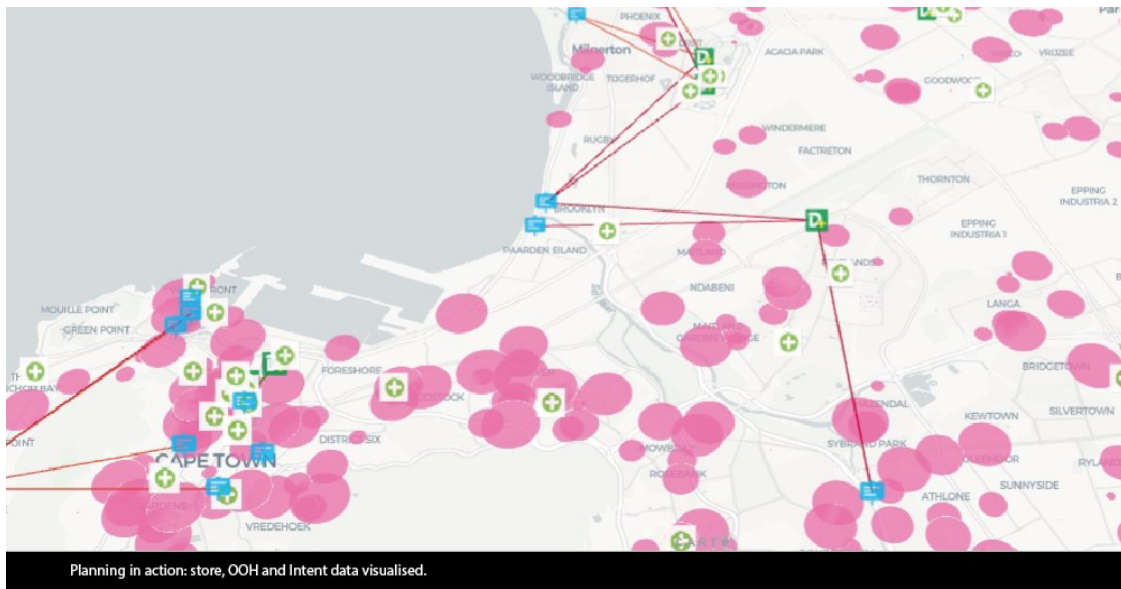 PHOENIX
Par
Milnerton
ACACIA PARK
VRIJZEE
WOODBRIDGE
ISLAND
TIJGERHOF
GOODWOOD
WINDERMERE
RUGBY
FACTRETON
THORNTON
KENSINGTON
EPPING
INDUSTRIA 2
BROOKLYN
EPPING
INDUSTRIA 1
PAARDEN EILAND
MAITLAND
NDABENI
LANGA
MOUILLE POINT
GREEN POINT
MAITLAND
GARDEN VILLAGE
BRIDGETOWN
FORESHORE
SILVERTOWN
KEWTOWN
DISTRICT SIX
SYBRAND PARK
MOWBRAY
CAPE TOWN
ROSEBANK
SUNNYSIDE
ATHLONE
VREDEHOEK
Planning in action: store, OOH and Intent data visualised.